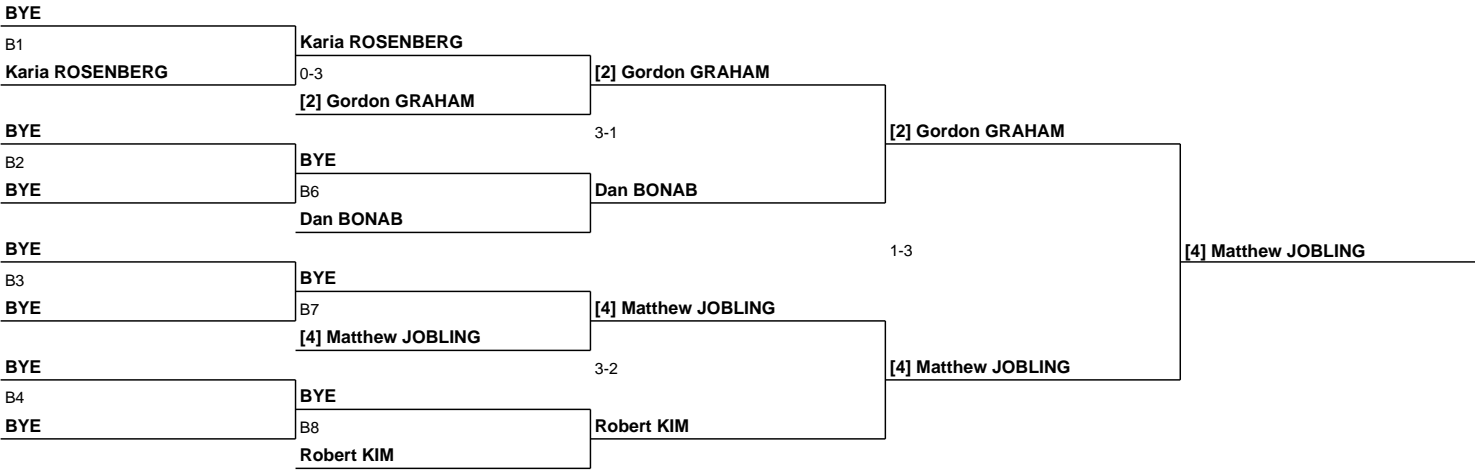 BYE
B1
Karia ROSENBERG
BYE
B2
BYE
BYE
B3
BYE
BYE
B4
BYE
Karia ROSENBERG
0-3
[2] Gordon GRAHAM
BYE
B6
Dan BONAB
BYE
B7
[4] Matthew JOBLING
BYE
B8
Robert KIM
[2] Gordon GRAHAM
3-1
Dan BONAB
[4] Matthew JOBLING
3-2
Robert KIM
[2] Gordon GRAHAM
1-3
[4] Matthew JOBLING
[4] Matthew JOBLING